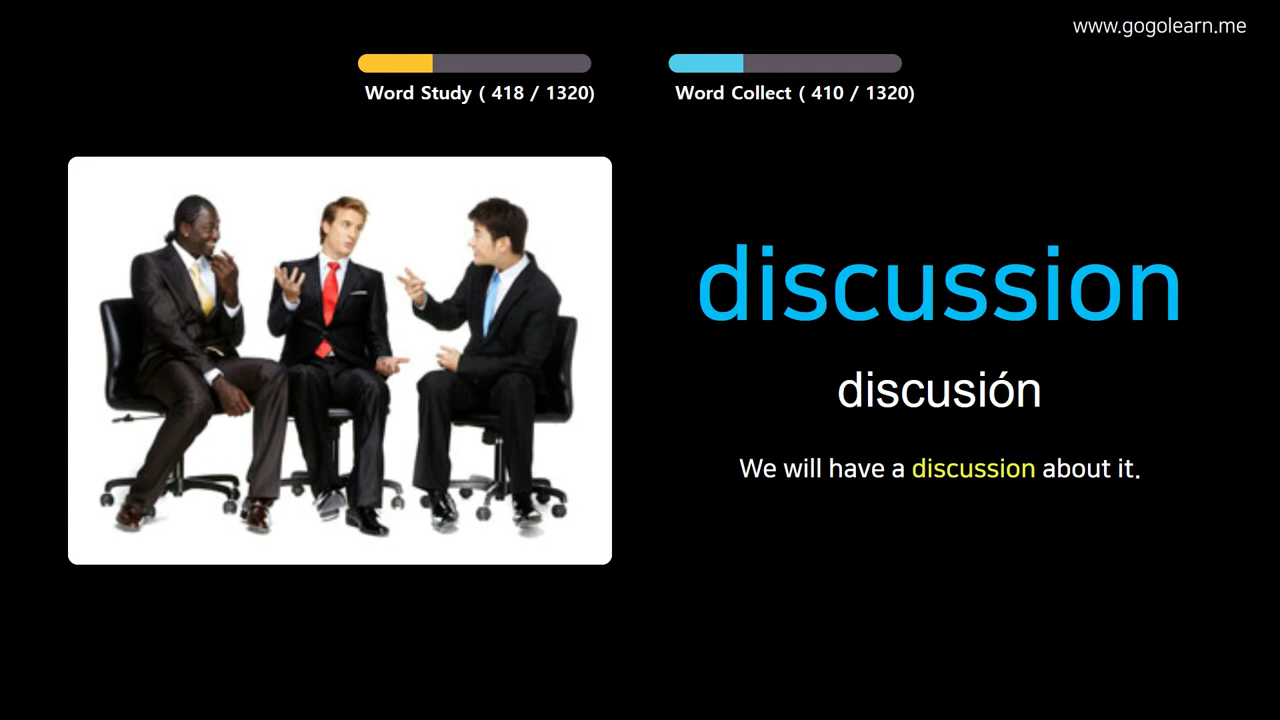 www.gogolearn.me
Word Study ( 418 / 1320)
Word Collect ( 410 / 1320)
discussion
discusión
We will have a discussion about it.